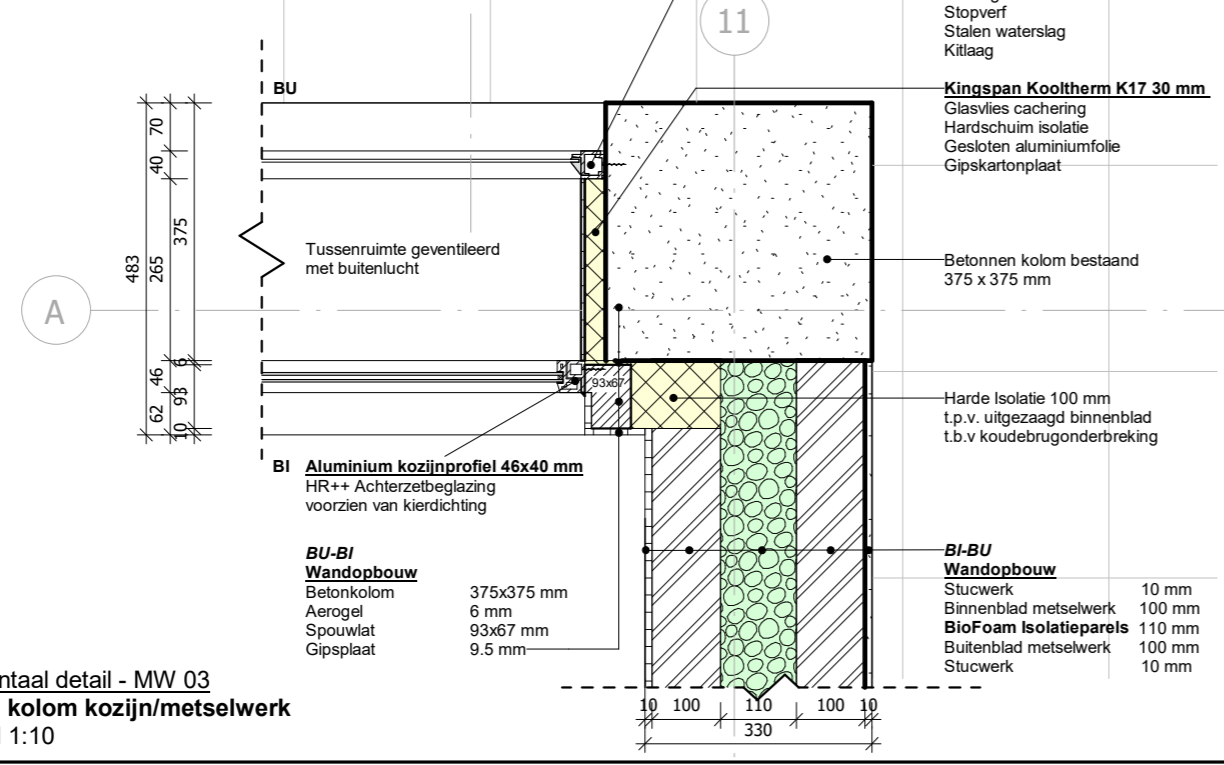 11
Stopverf
Stalen waterslag
Kitlaag
BU
Kingspan Kooltherm K17 30 mm
Glasvlies cachering
Hardschuim isolatie
Gesloten aluminiumfolie
Gipskartonplaat
70
40
375
483
265
Tussenruimte geventileerd
met buitenlucht
Betonnen kolom bestaand
375 x 375 mm
A
6
46
93
62
10
93x67
Harde Isolatie 100 mm
t.p.v. uitgezaagd binnenblad
t.b.v koudebrugonderbreking
BI
Aluminium kozijnprofiel 46x40 mm
HR++ Achterzetbeglazing
voorzien van kierdichting
BU-BI
Wandopbouw
Betonkolom 375x375 mm
Aerogel 6 mm
Spouwlat 93x67 mm
Gipsplaat 9.5 mm
BI-BU
Wandopbouw
Stucwerk 10 mm
Binnenblad metselwerk 100 mm
BioFoam Isolatieparels 110 mm
Buitenblad metselwerk 100 mm
Stucwerk 10 mm
ntaal detail - MW 03
kolom kozijn/metselwerk
1:10
10 100 110 100 10
330